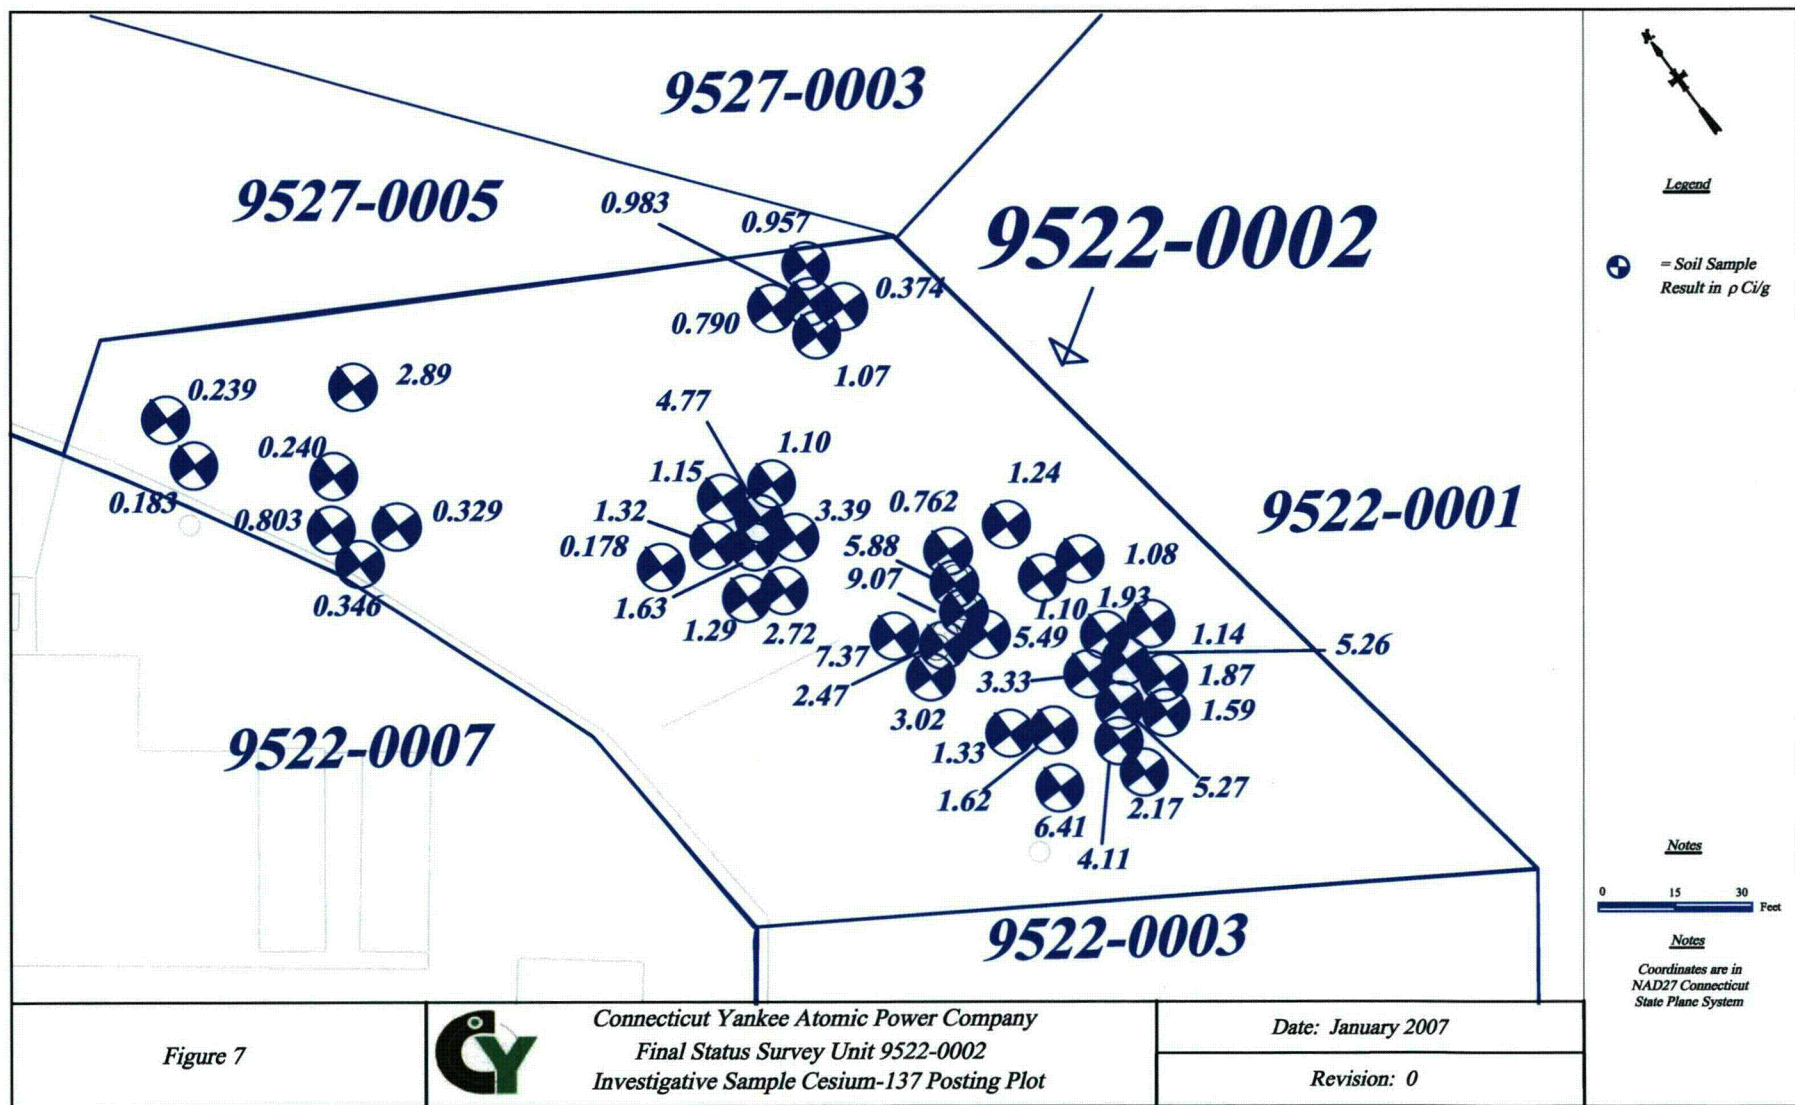 9527-0003
9527-0005
0.983
0.957
9522-0002
0.374
0.790
1.07
0.239
2.89
4.77
0.240
1.10
1.15
1.24
0.183
0.803
0.329
1.32
3.39
0.762
9522-0001
0.178
5.88
1.08
9.07
0.346
1.63
1.29
2.72
1.10
1.93
7.37
5.49
1.14
5.26
2.47
3.33
1.87
3.02
1.59
9522-0007
1.33
1.62
5.27
2.17
6.41
4.11
9522-0003
Legend
= Soil Sample
Result in ρ Ci/g
Notes
0 15 30
Feet
Notes
Coordinates are in
NAD27 Connecticut
State Plane System
Figure 7
CY
Connecticut Yankee Atomic Power Company
Final Status Survey Unit 9522-0002
Investigative Sample Cesium-137 Posting Plot
Date: January 2007
Revision: 0